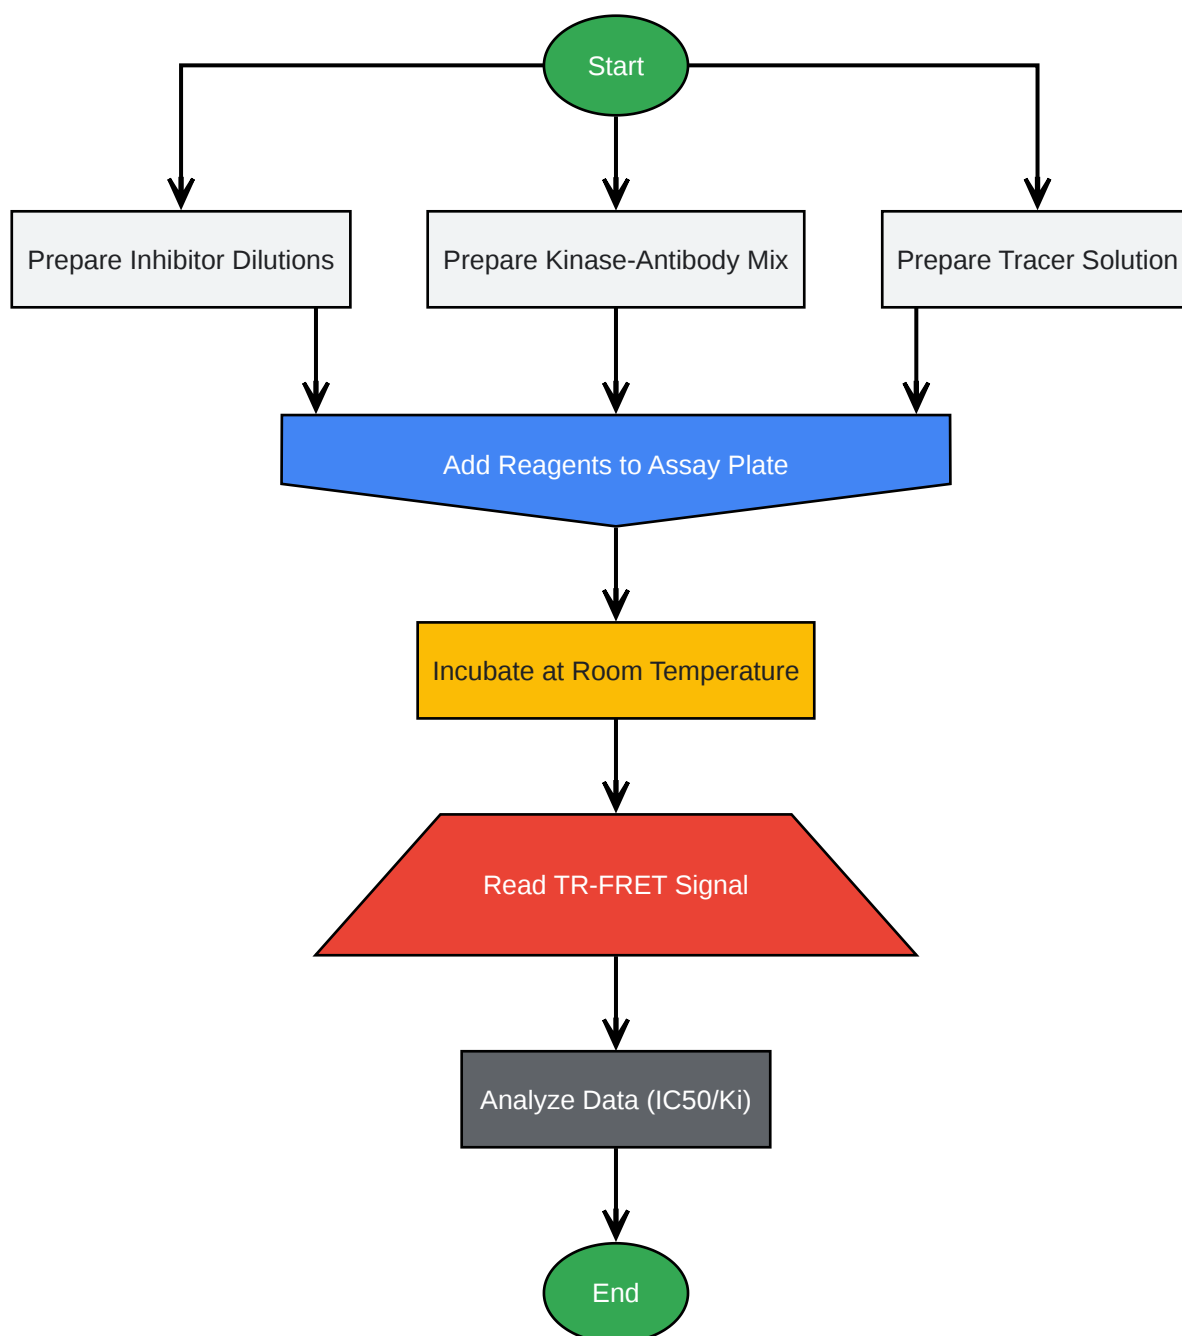 Start
Prepare Inhibitor Dilutions
Prepare Kinase-Antibody Mix
Prepare Tracer Solution
Add Reagents to Assay Plate
Incubate at Room Temperature
Read TR-FRET Signal
Analyze Data (IC50/Ki)
End